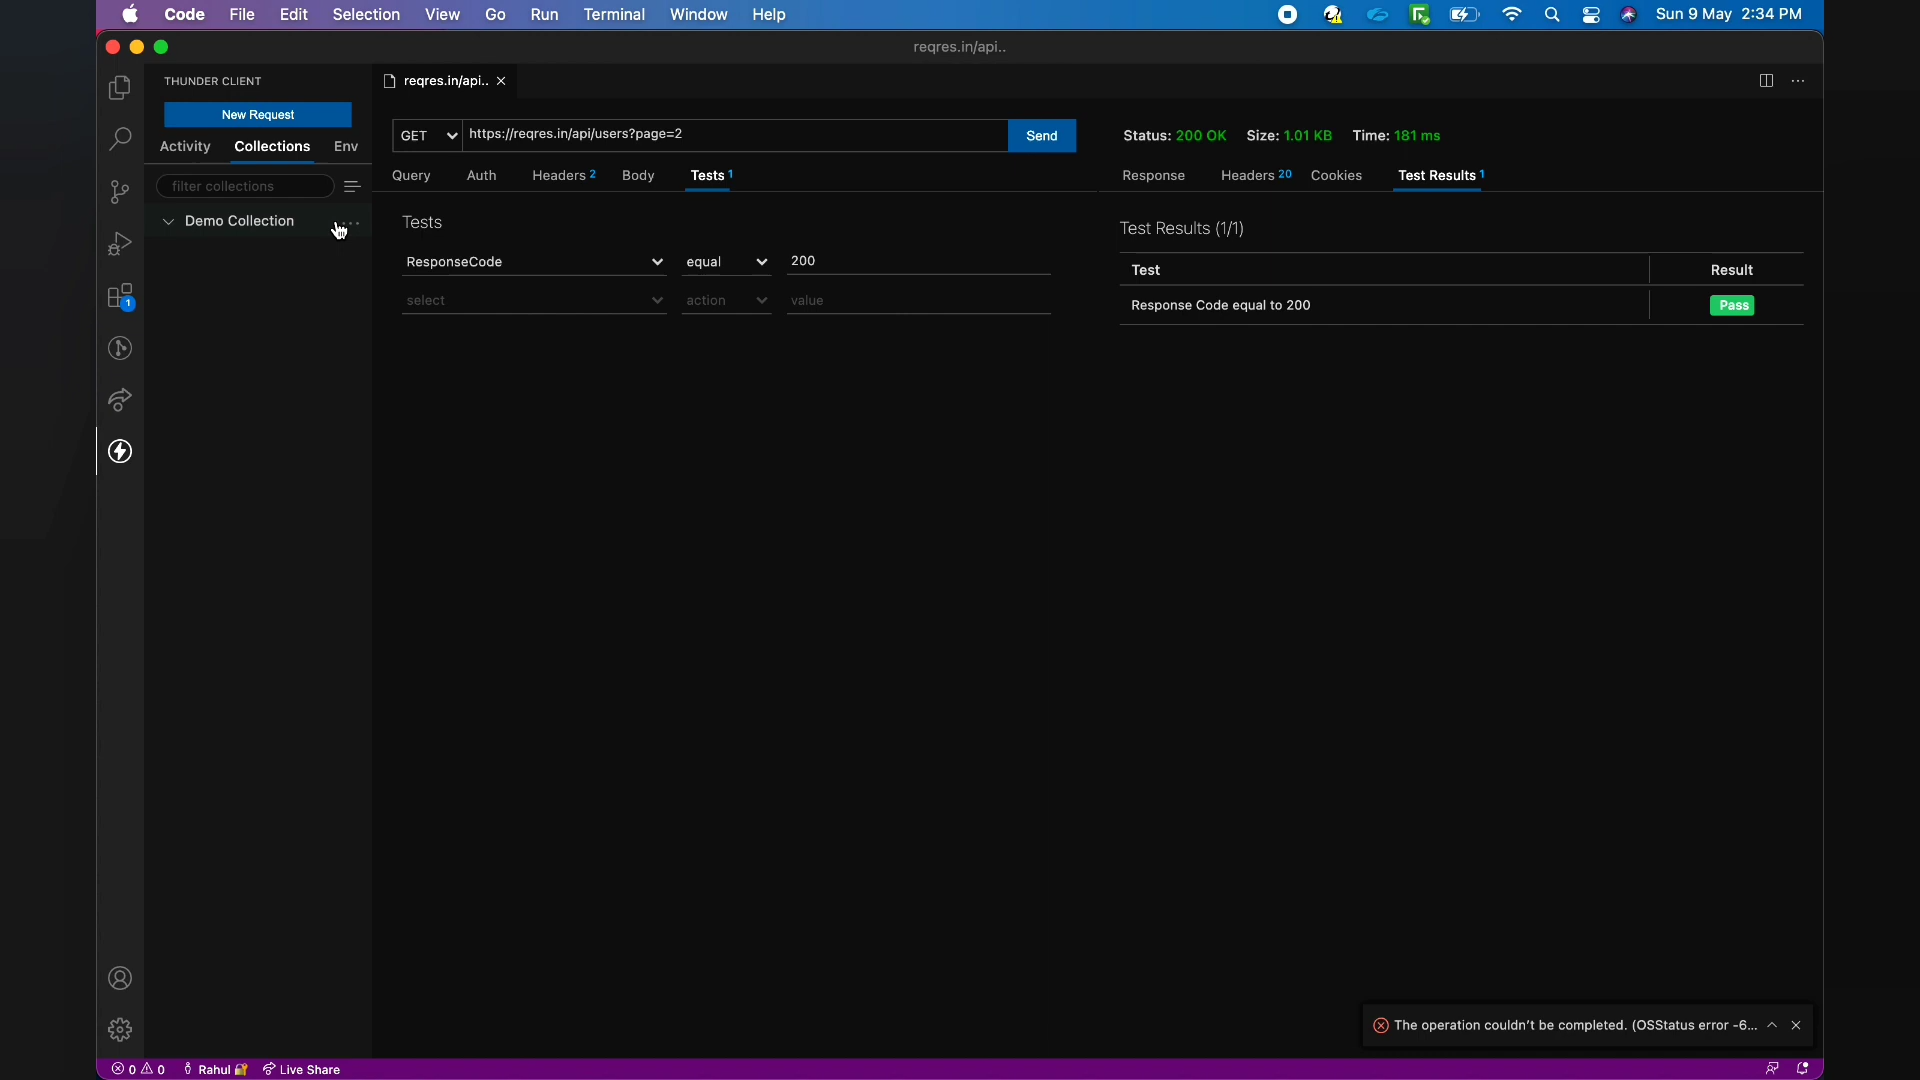 Code File Edit Selection View Go Run Terminal Window Help Sun 9 May 2:34 PM
reqres.in/api..
THUNDER CLIENT
reqres.in/api..
New Request
GET https://reqres.in/api/users?page=2 Send Status: 200 OK Size: 1.01 KB Time: 181 ms
Activity Collections Env
Query Auth Headers 2 Body Tests 1 Response Headers 20 Cookies Test Results 1
filter collections
Demo Collection
Tests
Test Results (1/1)
ResponseCode equal 200
Test Result
select action value
Response Code equal to 200 Pass
1
The operation couldn't be completed. (OSStatus error -6...
0 0 Rahul Live Share